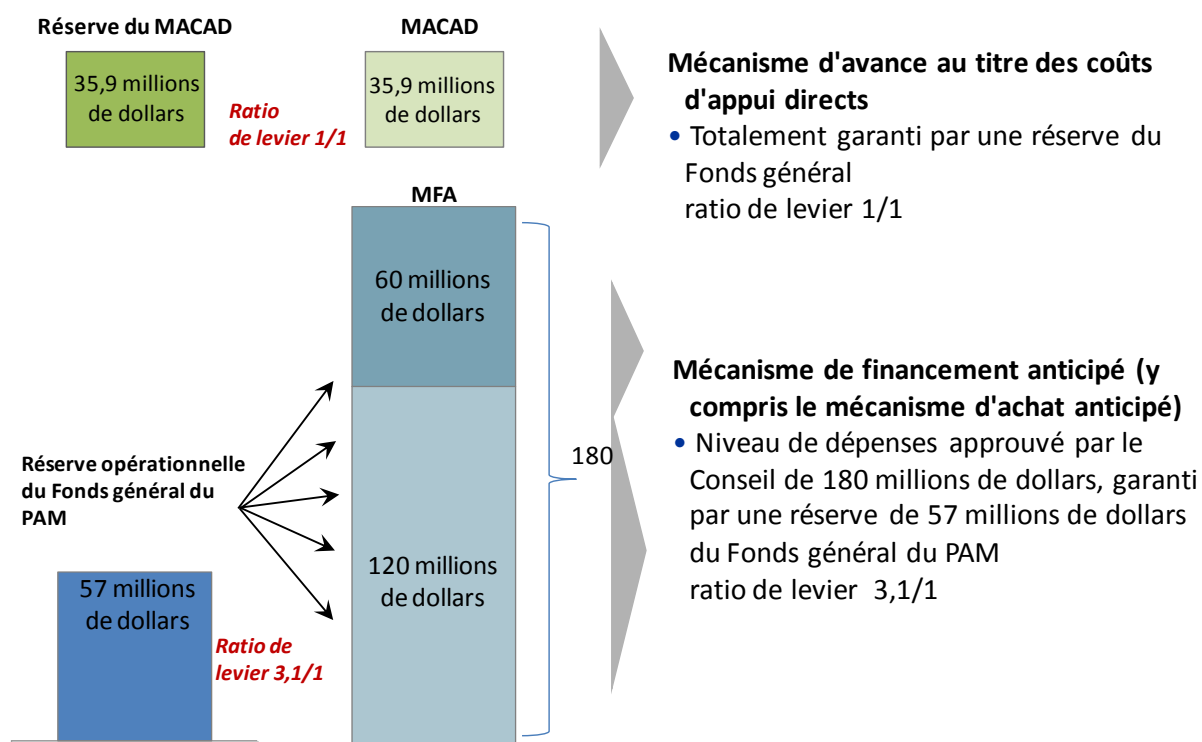 Réserve du MACAD
MACAD
35,9 millions
de dollars
Ratio
de levier 1/1
35,9 millions
de dollars
Mécanisme d'avance au titre des coûts
d'appui directs
• Totalement garanti par une réserve du
Fonds général
ratio de levier 1/1
MFA
60 millions
de dollars
180
120 millions
de dollars
Réserve opérationnelle
du Fonds général du
PAM
57 millions
de dollars
Ratio de
levier 3,1/1
Mécanisme de financement anticipé (y
compris le mécanisme d'achat anticipé)
• Niveau de dépenses approuvé par le
Conseil de 180 millions de dollars, garanti
par une réserve de 57 millions de dollars
du Fonds général du PAM
ratio de levier 3,1/1